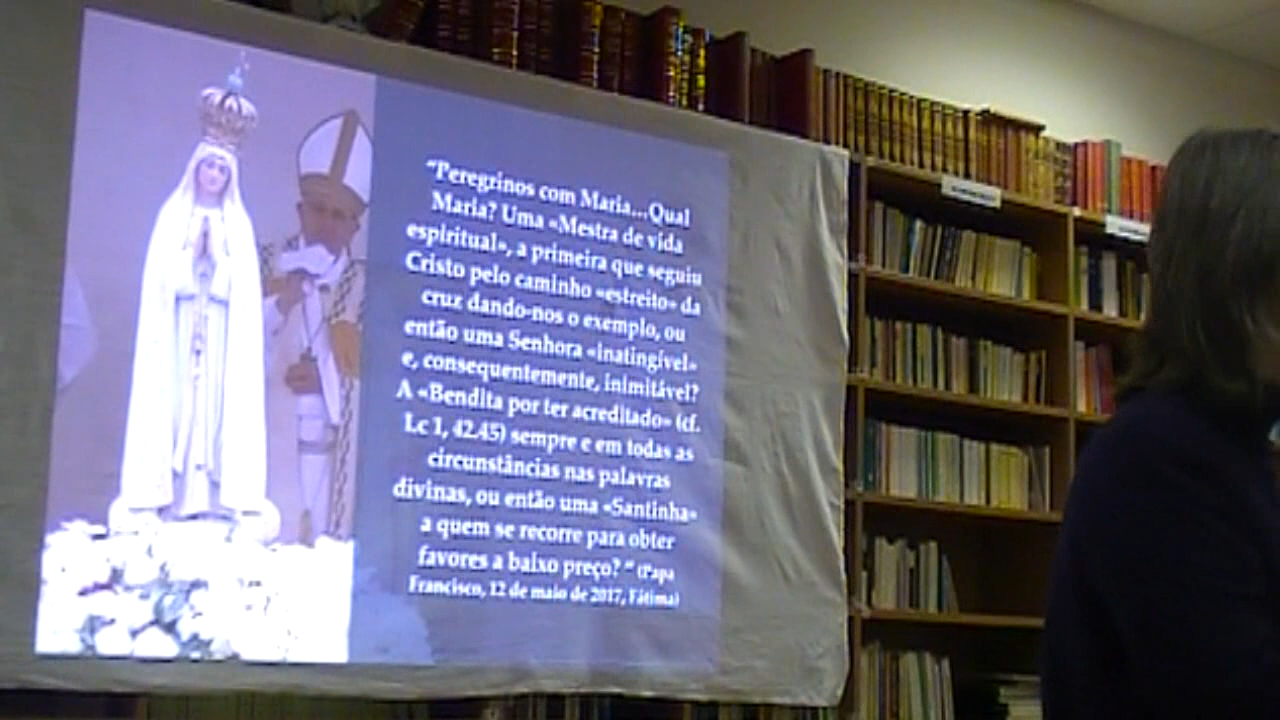 “Peregrinos com Maria...Qual
Maria? Uma «Mestra de vida
espiritual», a primeira que seguiu
Cristo pelo caminho «estreito» da
cruz dando-nos o exemplo, ou
então uma Senhora «inatingível»
e, consequentemente, inimitável?
A «Bendita por ter acreditado» (cf.
Lc 1, 42.45) sempre e em todas as
circunstâncias nas palavras
divinas, ou então uma «Santinha»
a quem se recorre para obter
favores a baixo preço? ” (Papa
Francisco, 12 de maio de 2017, Fátima)